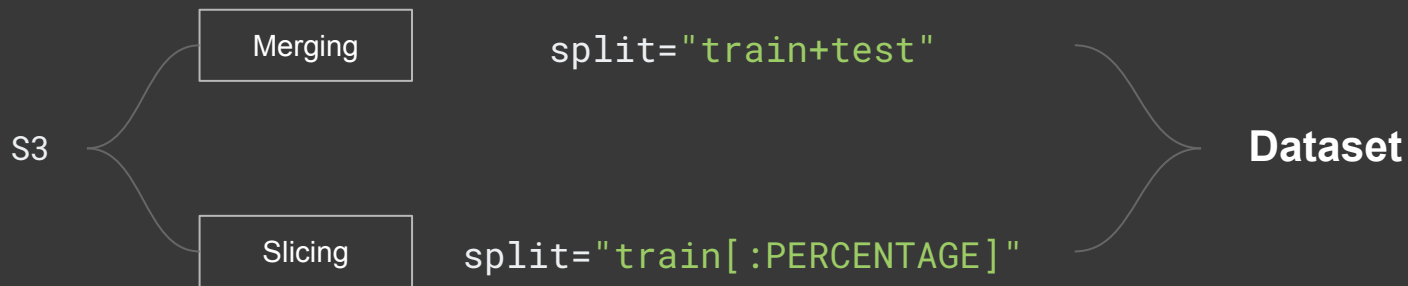 Merging
split="train+test"
S3
Dataset
Slicing
split="train[:PERCENTAGE]"